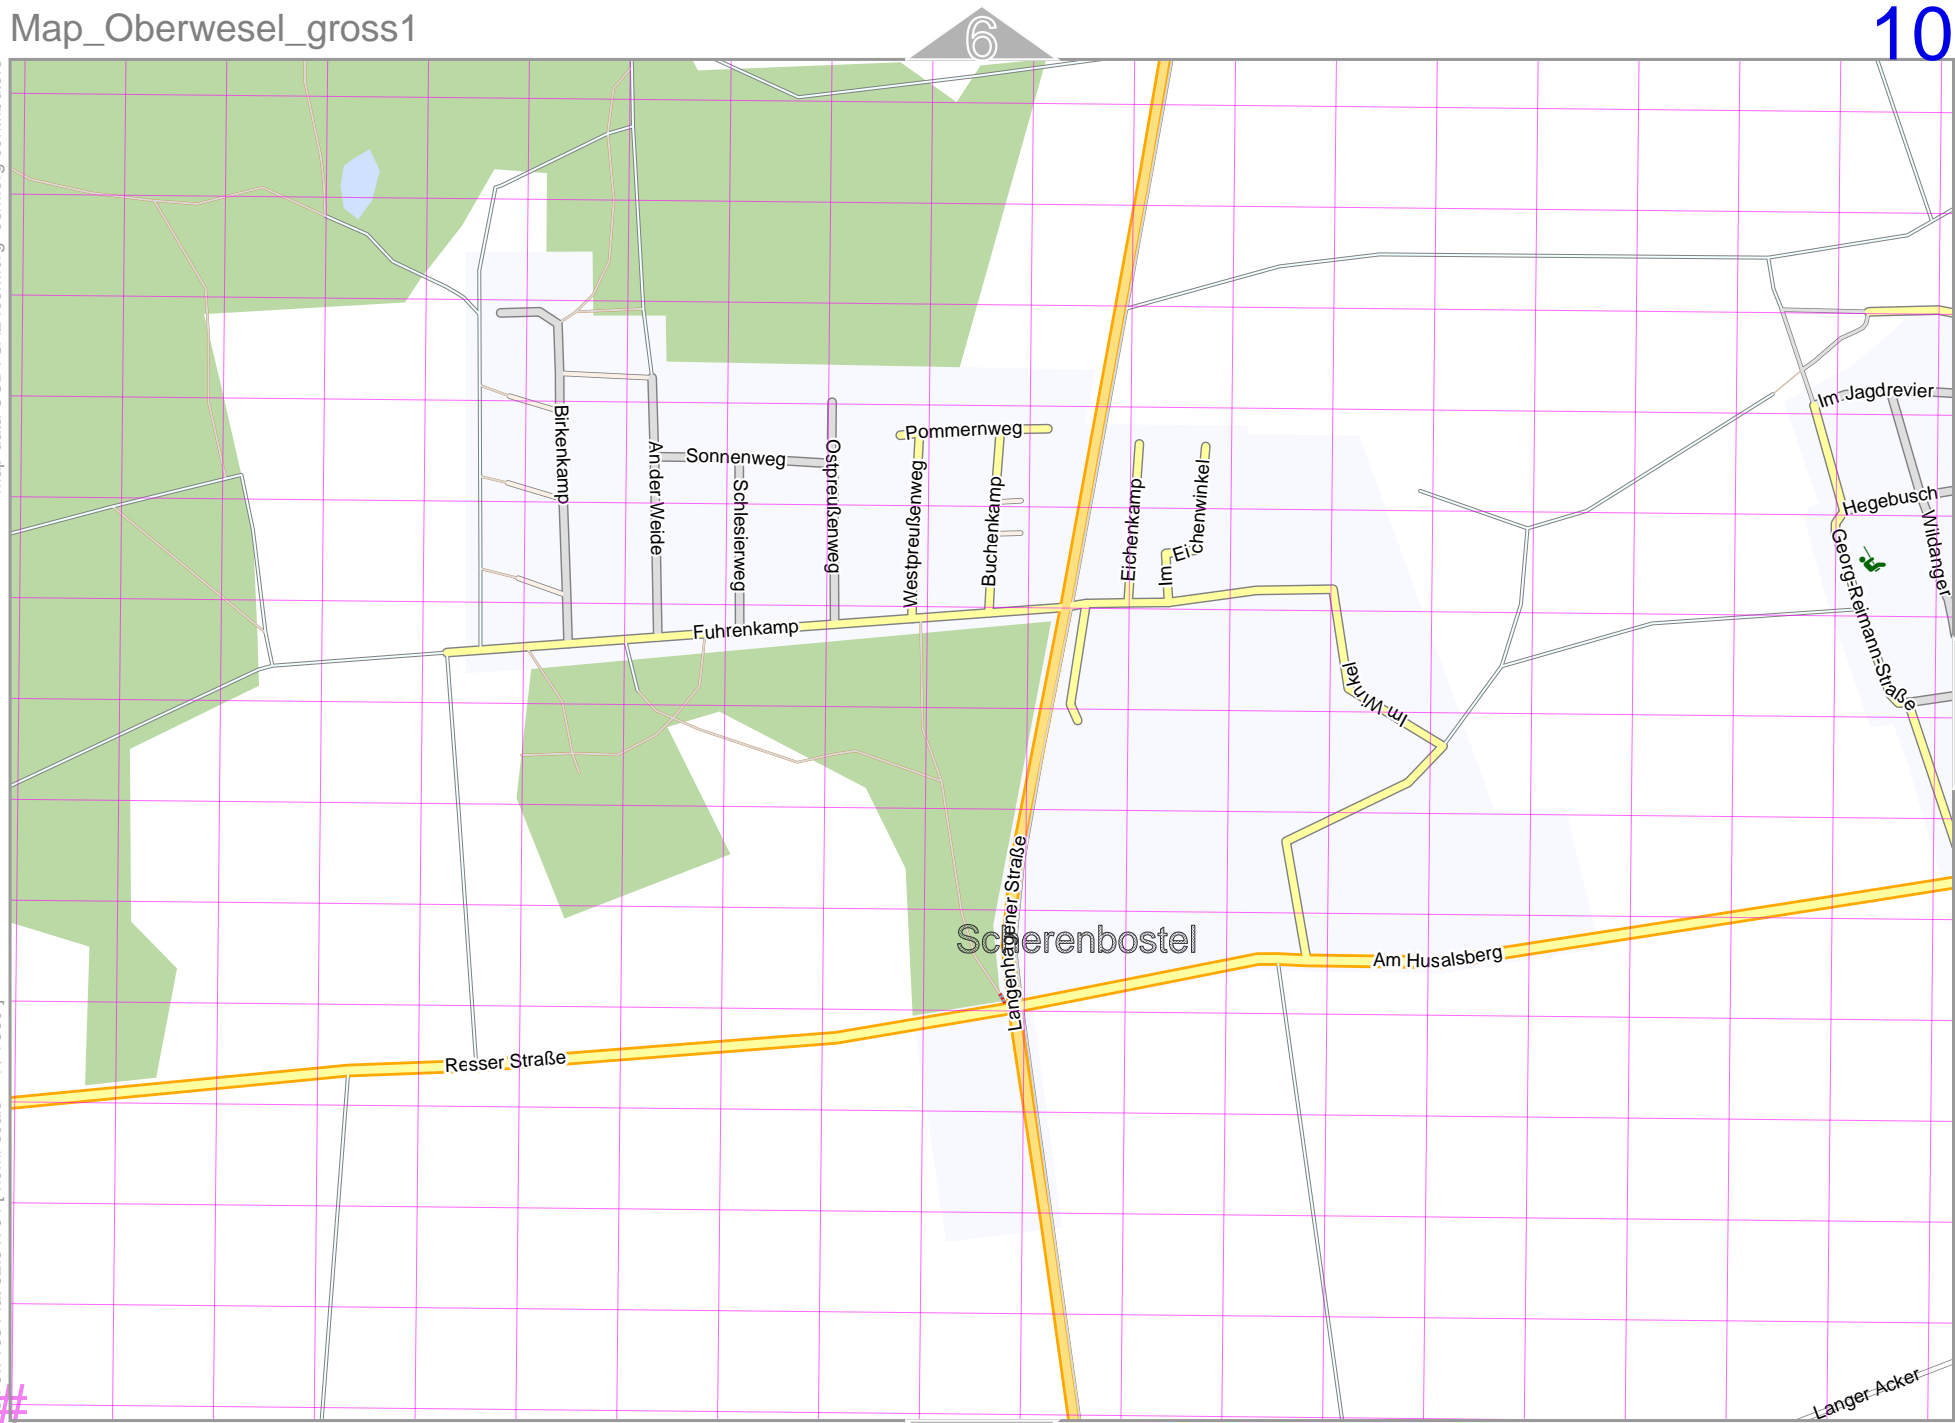 Map_Oberwesel_gross1
6
10
Im Jagdrevier
Birkenkamp
An der Weide
Sonnenweg
Schlesierweg
Ostpreußenweg
Pommernweg
Westpreußenweg
Buchenkamp
Eichenkamp
Im Eichenwinkel
Hegebusch
Wildanger
Georg-Reimann-Straße
Fuhrenkamp
Im Winkel
Langenhagener Straße
Scherenbostel
Am Husalsberg
Resser Straße
Langer Acker
#